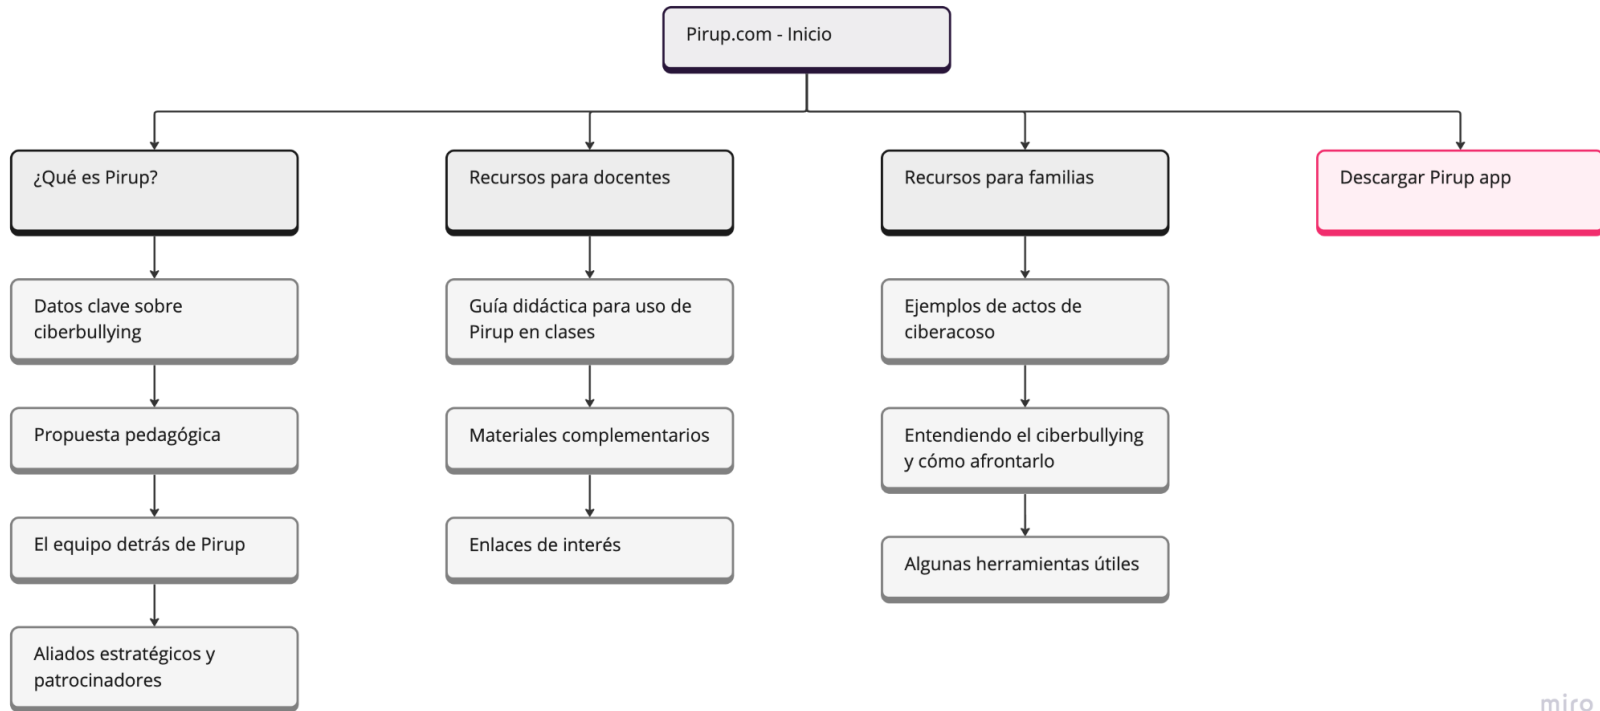 Pirup.com - Inicio
¿Qué es Pirup?
Recursos para docentes
Recursos para familias
Descargar Pirup app
Datos clave sobre
ciberbullying
Guía didáctica para uso de
Pirup en clases
Ejemplos de actos de
ciberacoso
Propuesta pedagógica
Materiales complementarios
Entendiendo el ciberbullying
y cómo afrontarlo
El equipo detrás de Pirup
Enlaces de interés
Algunas herramientas útiles
Aliados estratégicos y
patrocinadores
miro